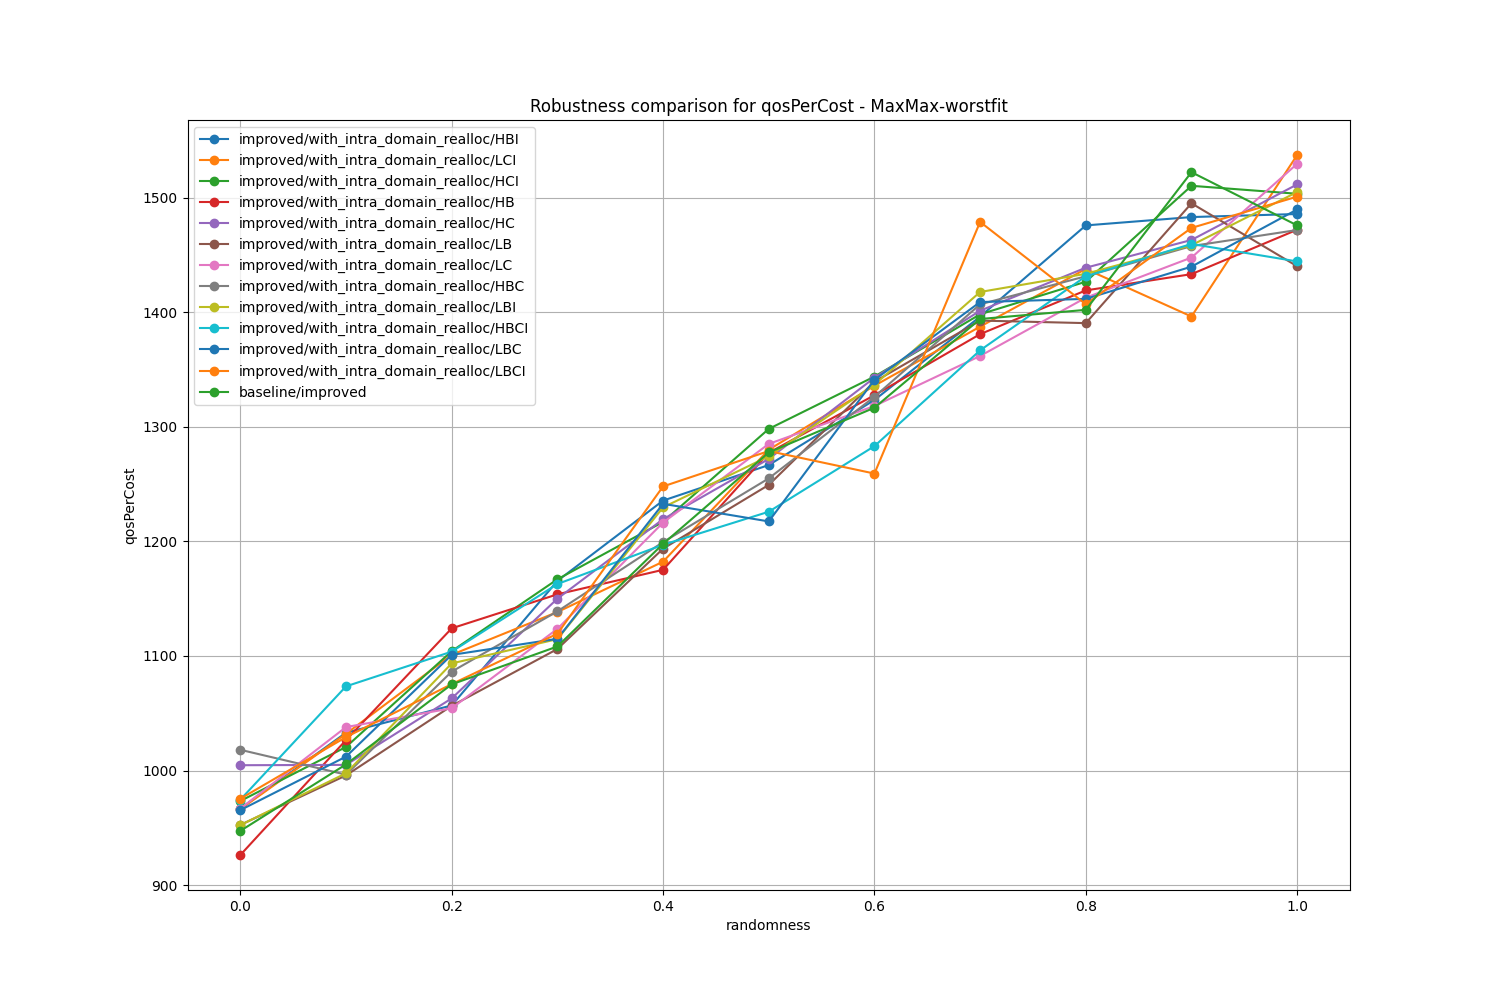 Robustness comparison for qosPerCost - MaxMax-worstfit
improved/with_intra_domain_realloc/HBI
improved/with_intra_domain_realloc/LCI
improved/with_intra_domain_realloc/HCI
improved/with_intra_domain_realloc/HB
improved/with_intra_domain_realloc/HC
improved/with_intra_domain_realloc/LB
improved/with_intra_domain_realloc/LC
improved/with_intra_domain_realloc/HBC
improved/with_intra_domain_realloc/LBI
improved/with_intra_domain_realloc/HBCI
improved/with_intra_domain_realloc/LBC
improved/with_intra_domain_realloc/LBCI
baseline/improved
qosPerCost
1500
1400
1300
1200
1100
1000
900
0.0 0.2 0.4 0.6 0.8 1.0
randomness